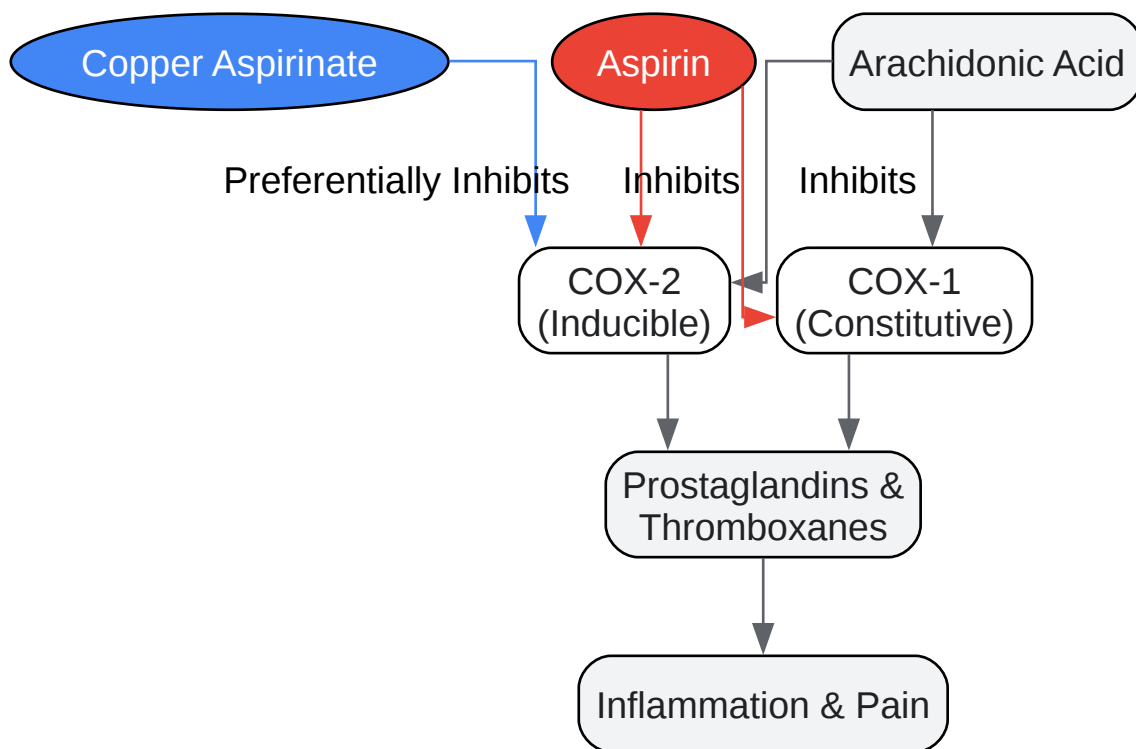 Copper Aspirinate
Aspirin
Arachidonic Acid
Preferentially Inhibits
Inhibits
Inhibits
COX-2
(Inducible)
COX-1
(Constitutive)
Prostaglandins &
Thromboxanes
Inflammation & Pain